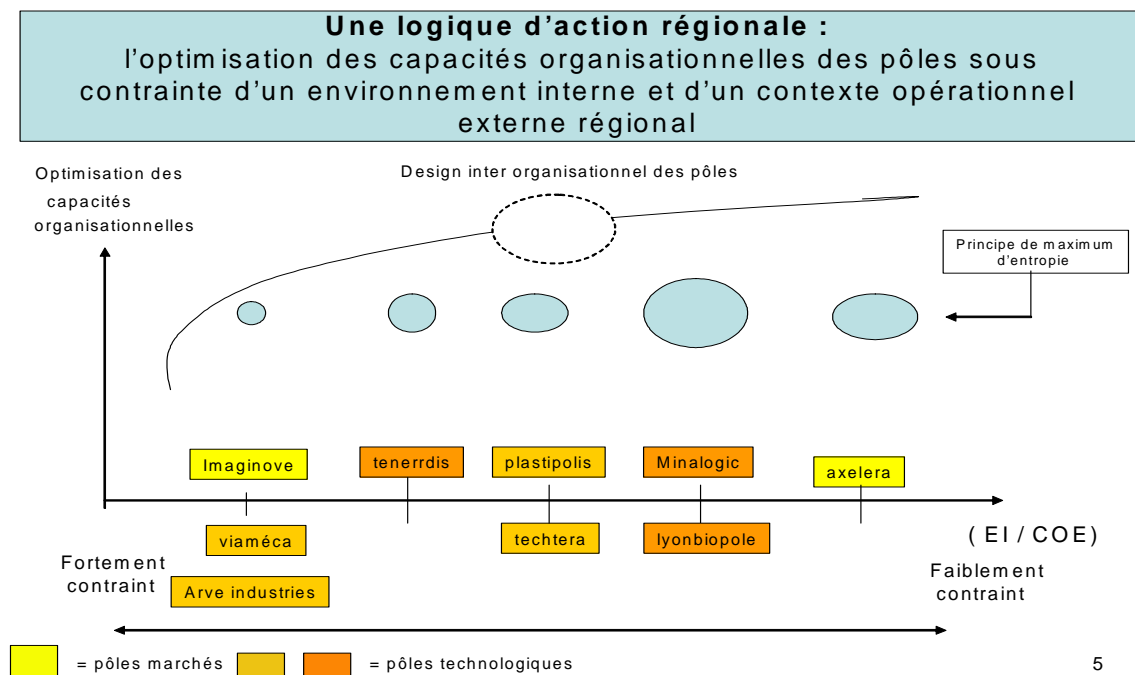 Une logique d'action régionale :
l'optimisation des capacités organisationnelles des pôles sous
contrainte d'un environnement interne et d'un contexte opérationnel
externe régional
Optimisation des
capacités
organisationnelles
Design inter organisationnel des pôles
Principe de maximum
d'entropie
Imaginove
tenerrdis
plastipolis
Minalogic
axelera
viaméca
techtera
lyonbiopole
( EI / COE)
Fortement
contraint
Arve industries
Faiblement
contraint
= pôles marchés
= pôles technologiques
5